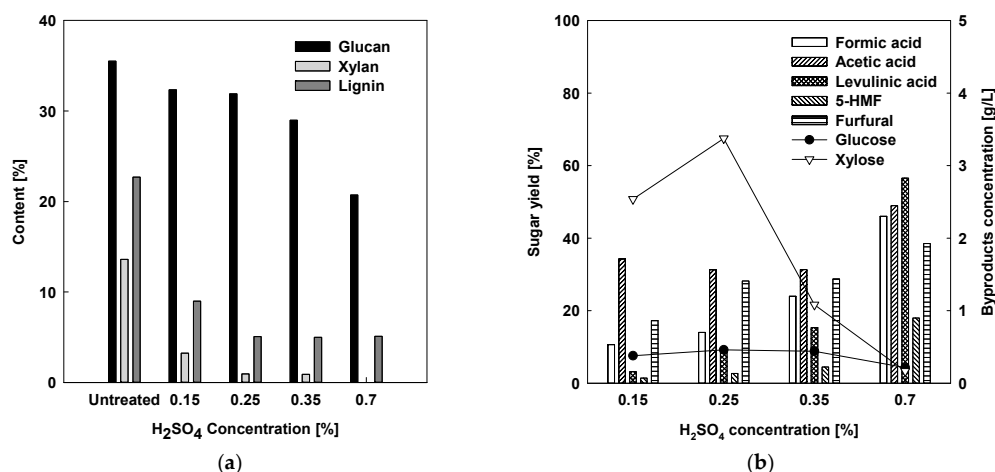 40
30
20
10
0
Content [%]
Glucan
Xylan
Lignin
Untreated 0.15 0.25 0.35 0.7
H2SO4 Concentration [%]
(a)
100
80
60
40
20
0
Sugar yield [%]
Formic acid
Acetic acid
Levulinic acid
5-HMF
Furfural
Glucose
Xylose
5
4
3
2
1
0
Byproducts concentration [g/L]
0.15 0.25 0.35 0.7
H2SO4 concentration [%]
(b)